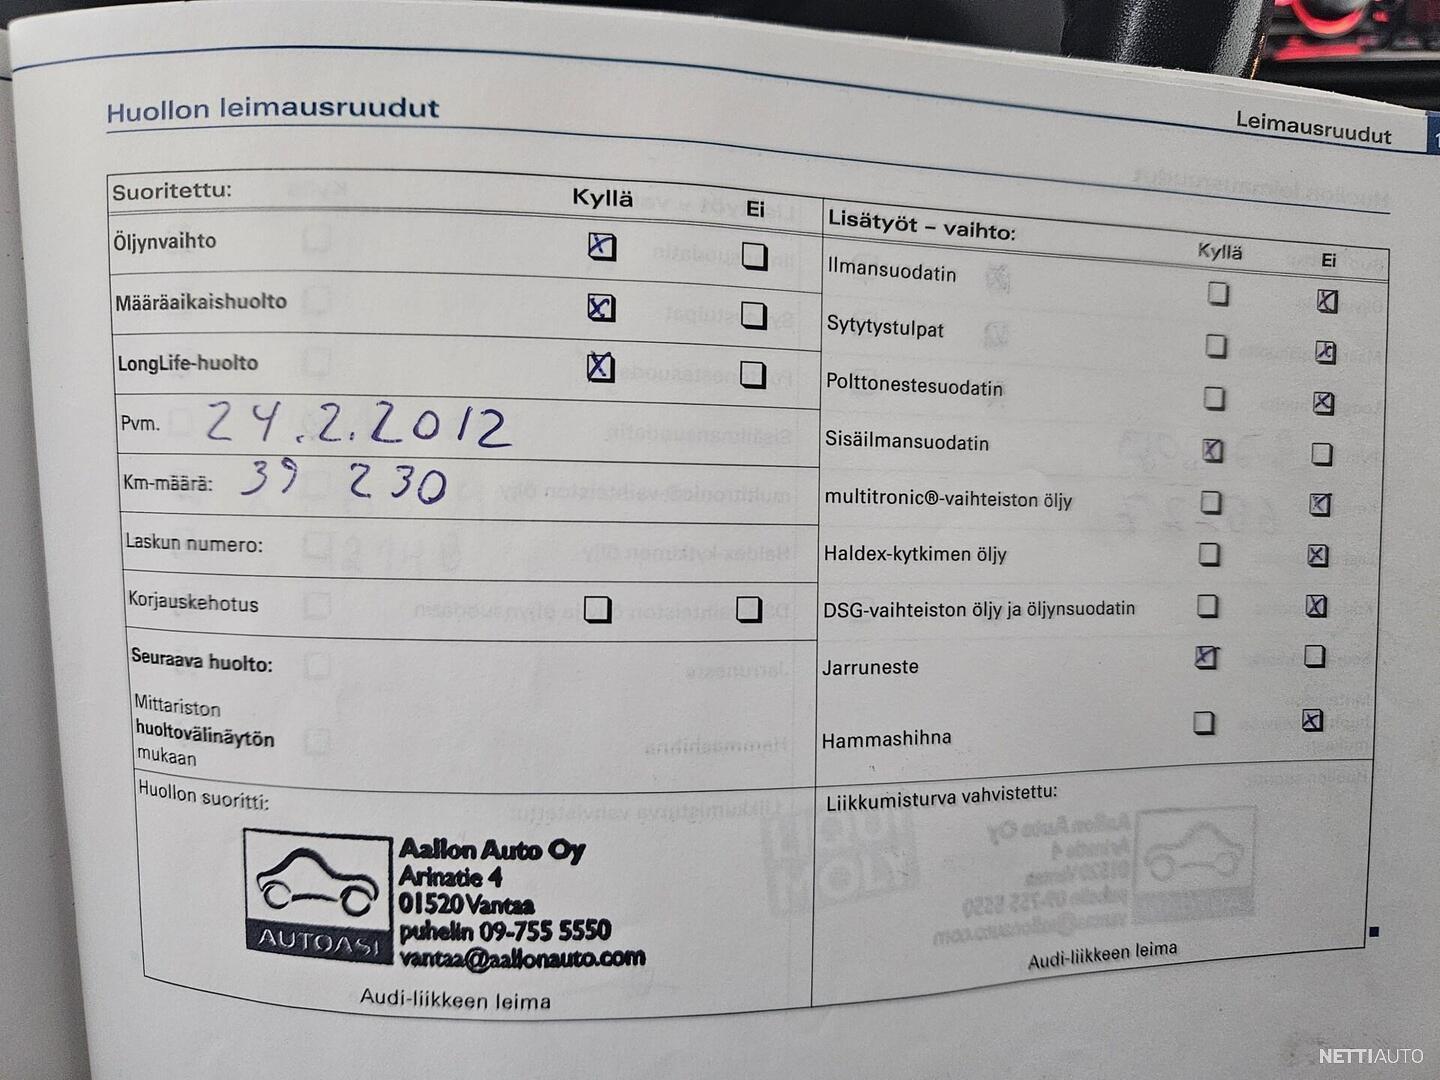 Huollon leimausruudut
Leimausruudut
Suoritettu:
Kyllä
Ei
Öljynvaihto
Määräaikaishuolto
LongLife-huolto
Pvm. 24.2.2012
Km-määrä: 39 230
Laskun numero:
Korjauskehotus
Seuraava huolto:
Mittariston
huoltovälinäytön
mukaan
Huollon suoritti:
AUTOASI
Aallon Auto Oy
Arinatie 4
01520 Vantaa
puhelin 09-755 5550
vantaa@aallonauto.com
Audi-liikkeen leima
Lisätyöt – vaihto:
Kyllä
Ei
Ilmansuodatin
Sytytystulpat
Polttonestesuodatin
Sisäilmansuodatin
multitronic®-vaihteiston öljy
Haldex-kytkimen öljy
DSG-vaihteiston öljy ja öljynsuodatin
Jarruneste
Hammashihna
Liikkumisturva vahvistettu:
Audi-liikkeen leima
NETTIAUTO